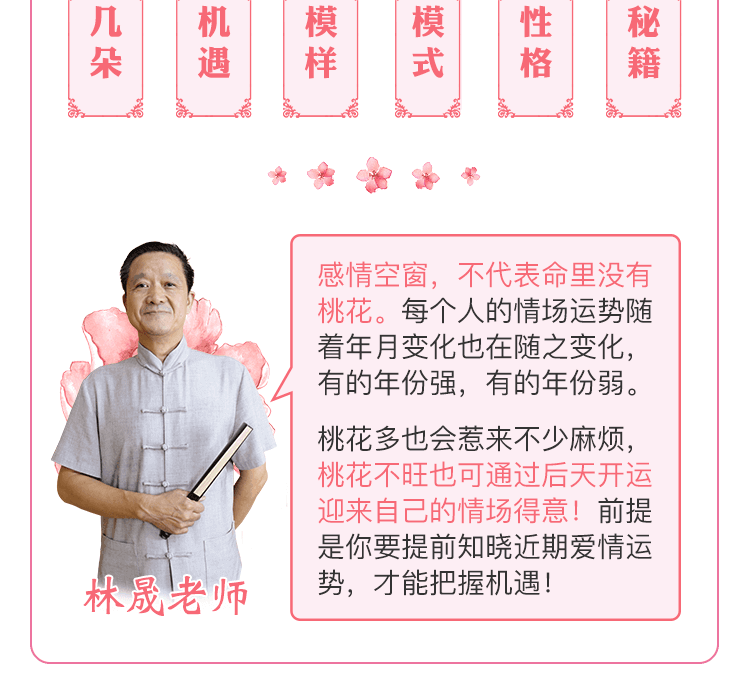 几朵
机遇
模样
模式
性格
秘籍
感情空窗，不代表命里没有
桃花。每个人的情场运势随
着年月变化也在随之变化，
有的年份强，有的年份弱。
桃花多也会惹来不少麻烦，
桃花不旺也可通过后天开运
迎来自己的情场得意！前提
是你要提前知晓近期爱情运
势，才能把握机遇！
林晟老师